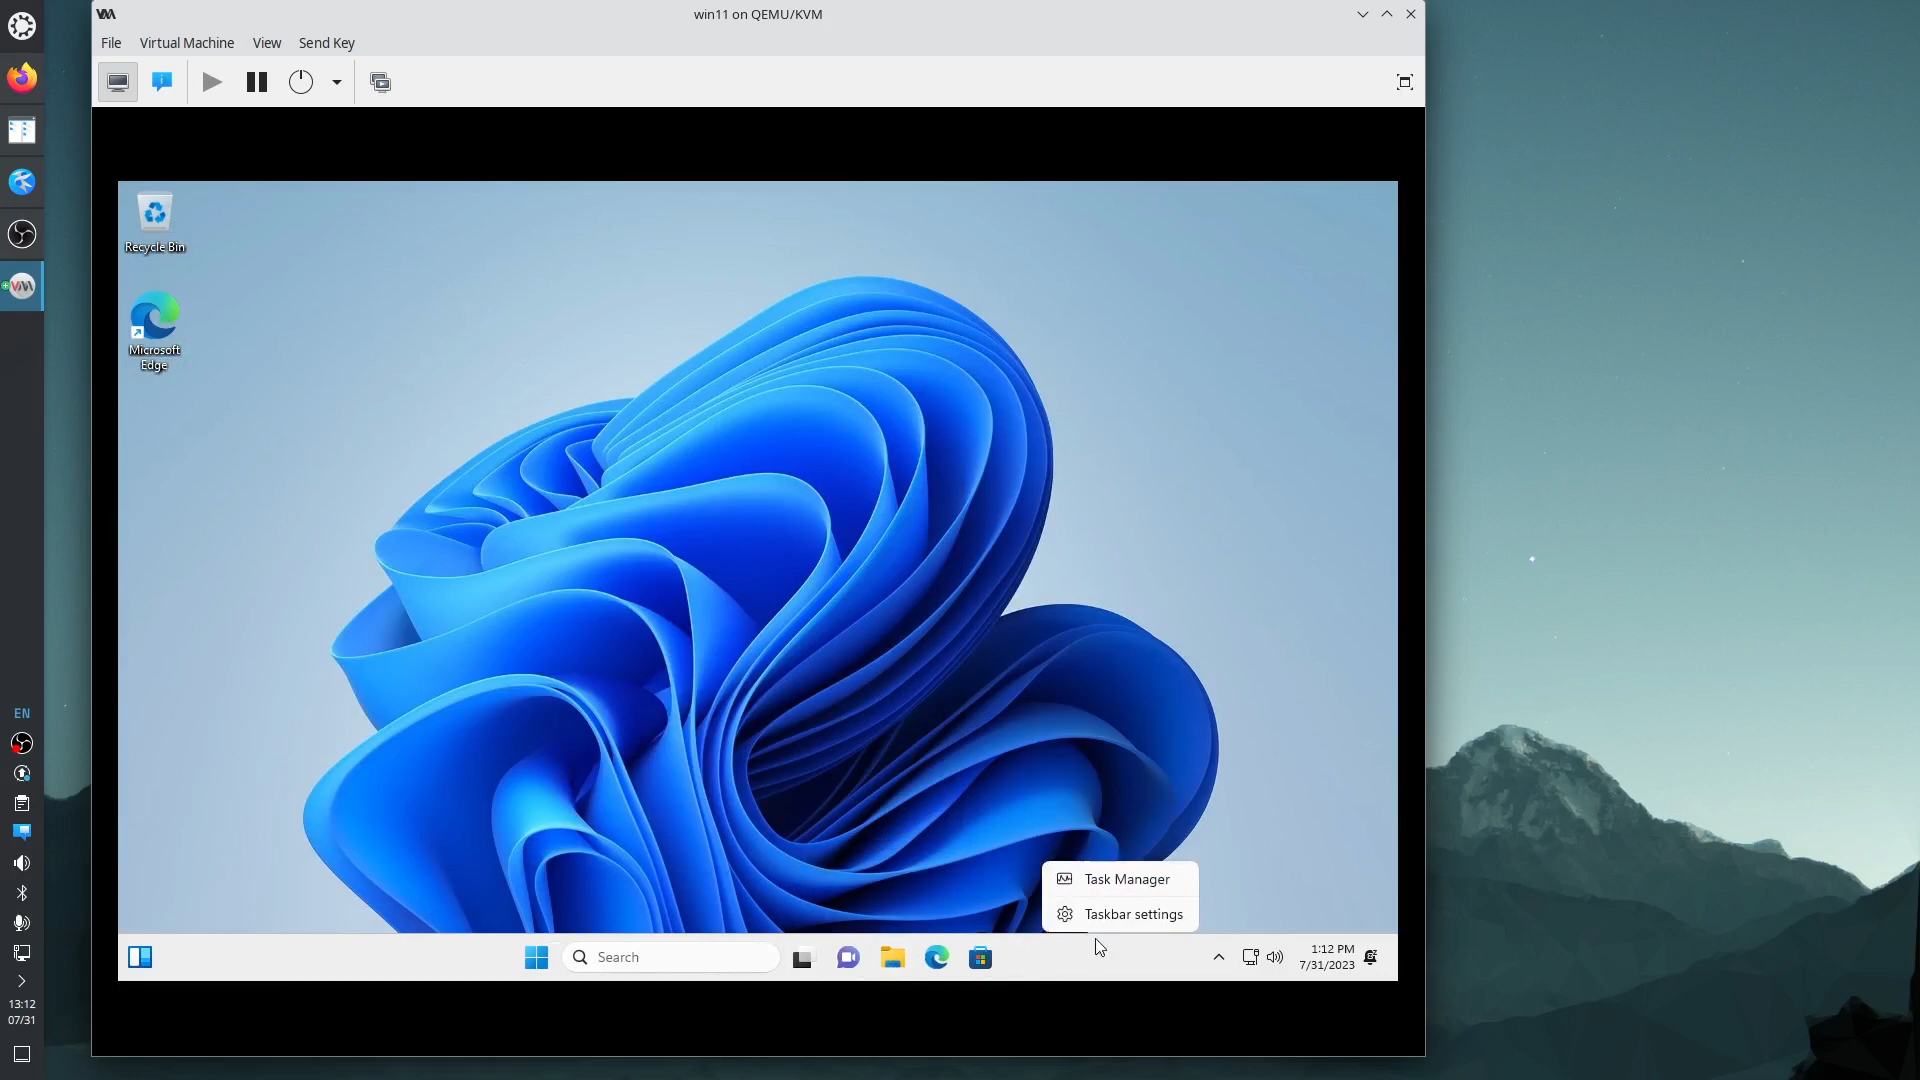 win11 on QEMU/KVM
File Virtual Machine View Send Key
Recycle Bin
Microsoft
Edge
Task Manager
Taskbar settings
Search
1:12 PM
7/31/2023
EN
13:12
07/31